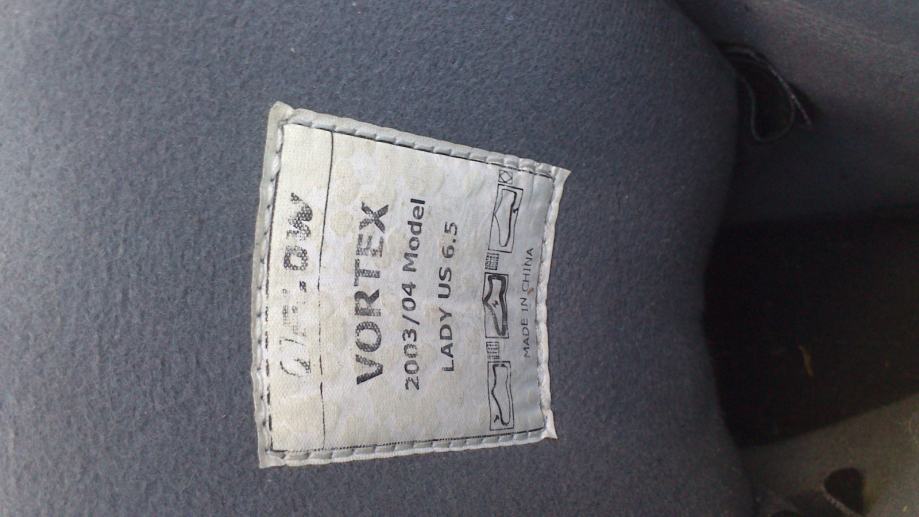 VORTEX
2003/04 Model
LADY US 6.5
MADE IN CHINA